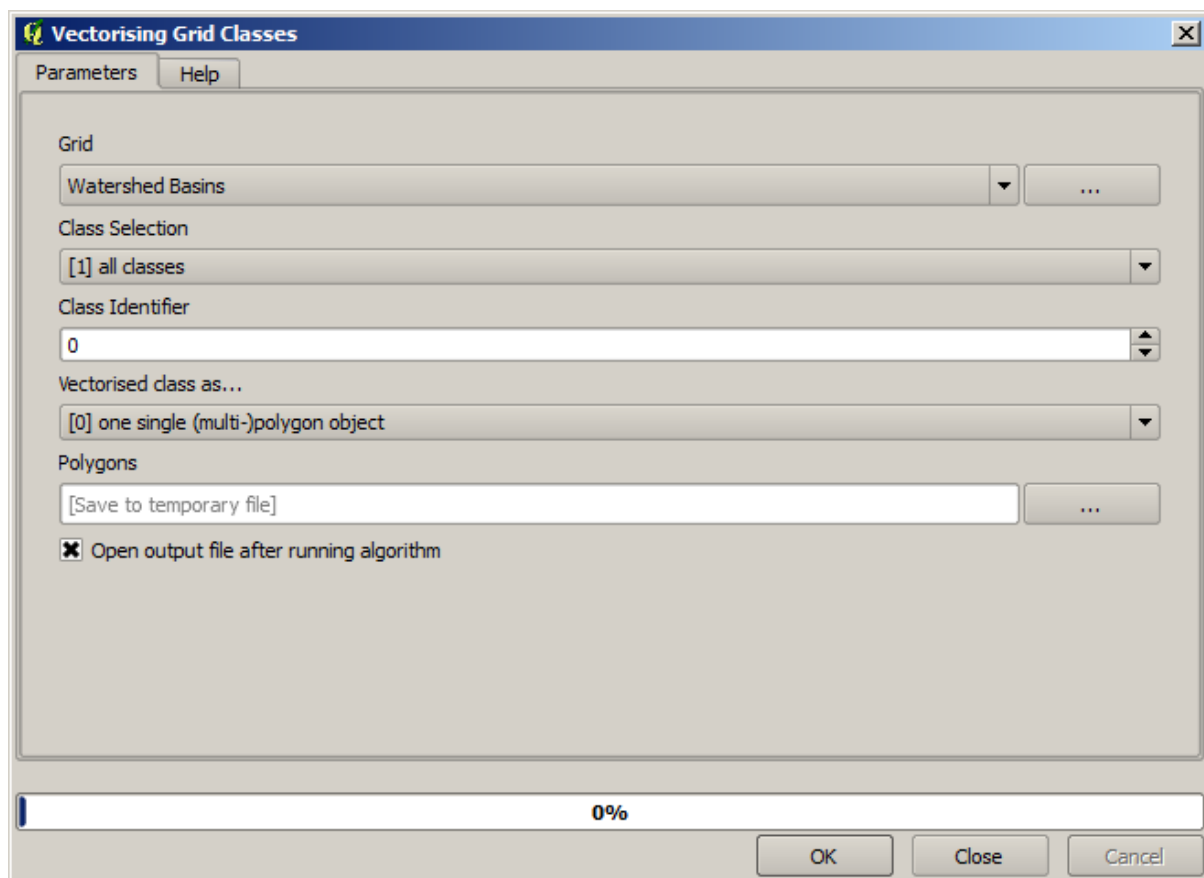 Vectorising Grid Classes
Parameters Help
Grid
Watershed Basins ...
Class Selection
[1] all classes
Class Identifier
0
Vectorised class as...
[0] one single (multi-)polygon object
Polygons
[Save to temporary file] ...
Open output file after running algorithm
0%
OK Close Cancel